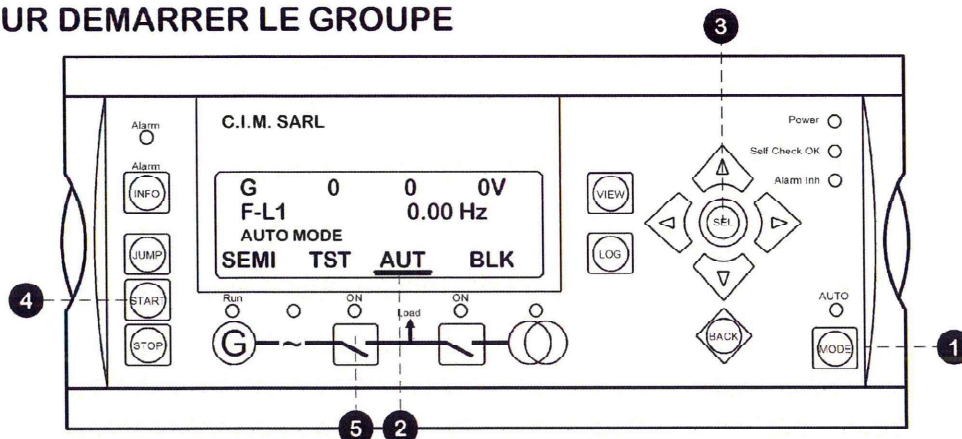 UR DEMARRER LE GROUPE
3
Alarm
C.I.M. SARL
Power
Self Check OK
Alarm
Alarm Inh
INFO
G 0 0 0V
VIEW
F-L1 0.00 Hz
SEL
AUTO MODE
JUMP
LOG
SEMI TST AUT BLK
4
START
Run
ON
Load
ON
AUTO
STOP
G
~
BACK
MODE
1
5
2